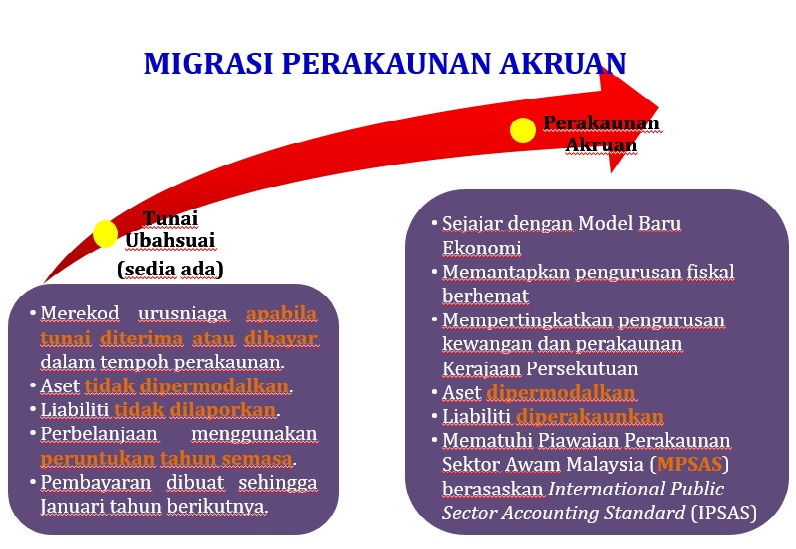 MIGRASI PERAKAUNAN AKRUAN
Perakaunan
Akruan
Tunai
Ubahsuai
(sedia ada)
• Merekod urusniaga apabila
tunai diterima atau dibayar
dalam tempoh perakaunan.
• Aset tidak dipermodalkan.
• Liabiliti tidak dilaporkan.
• Perbelanjaan menggunakan
peruntukan tahun semasa.
• Pembayaran dibuat sehingga
Januari tahun berikutnya.
• Sejajar dengan Model Baru
Ekonomi
• Memantapkan pengurusan fiskal
berhemat
• Mempertingkatkan pengurusan
kewangan dan perakaunan
Kerajaan Persekutuan
• Aset dipermodalkan
• Liabiliti diperakaunkan
• Mematuhi Piawaian Perakaunan
Sektor Awam Malaysia (MPSAS)
berasaskan International Public
Sector Accounting Standard (IPSAS)